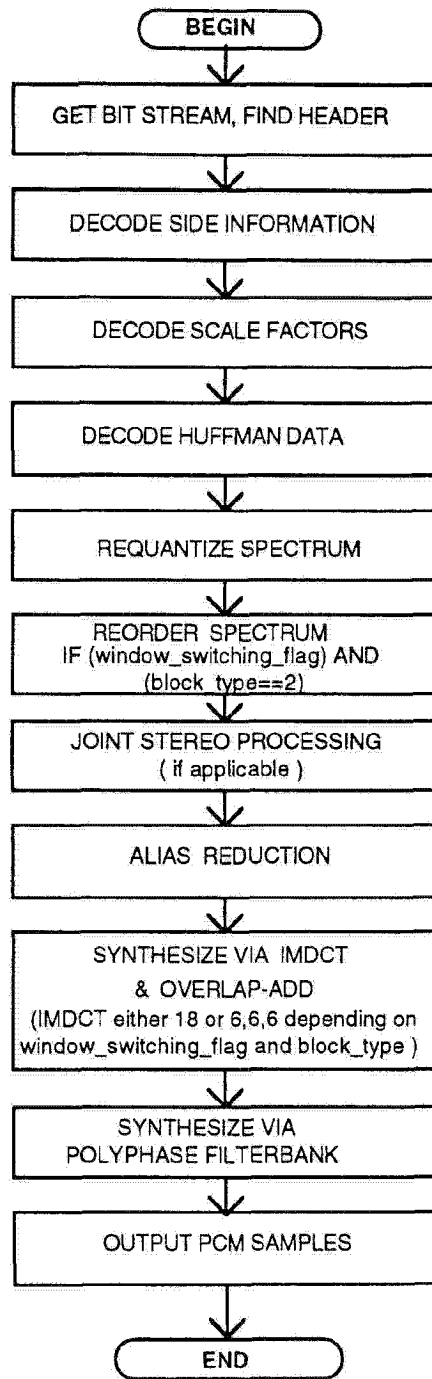 BEGIN
GET BIT STREAM, FIND HEADER
DECODE SIDE INFORMATION
DECODE SCALE FACTORS
DECODE HUFFMAN DATA
REQUANTIZE SPECTRUM
REORDER SPECTRUM
IF (window_switching_flag) AND
(block_type==2)
JOINT STEREO PROCESSING
( if applicable )
ALIAS REDUCTION
SYNTHESIZE VIA IMDCT
& OVERLAP-ADD
(IMDCT either 18 or 6,6,6 depending on
window_switching_flag and block_type )
SYNTHESIZE VIA
POLYPHASE FILTERBANK
OUTPUT PCM SAMPLES
END